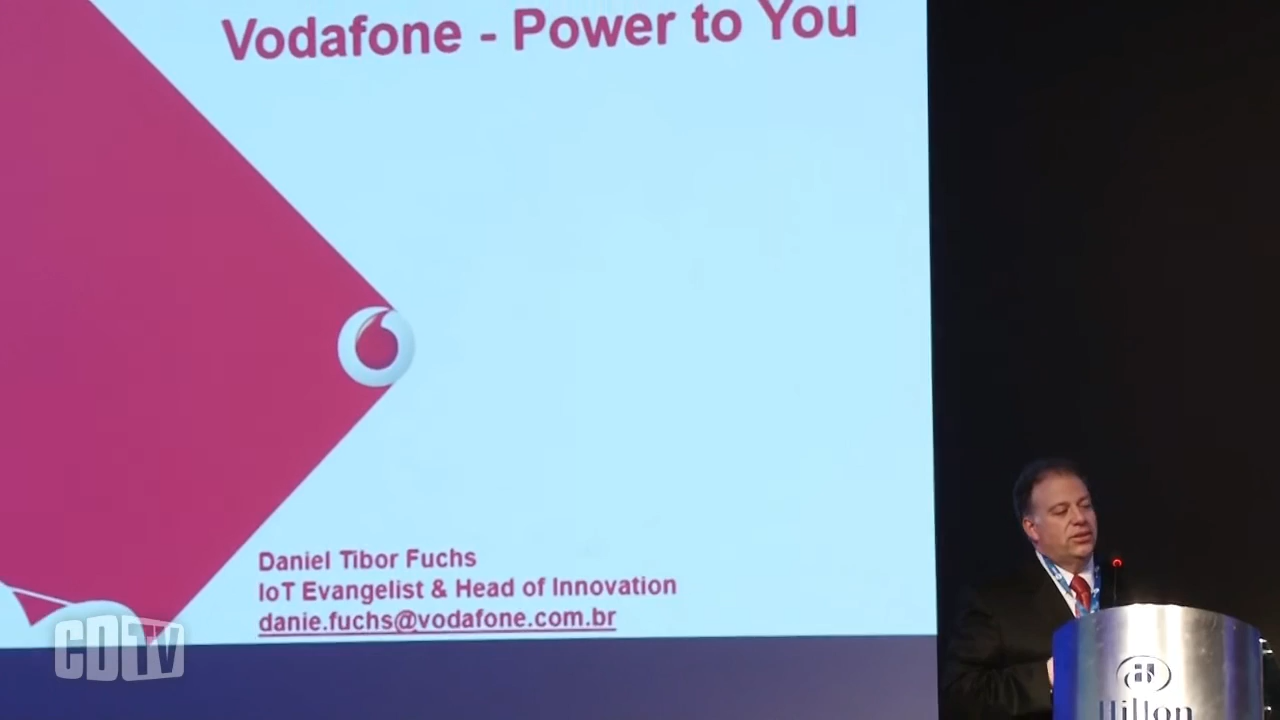 Vodafone - Power to You
Daniel Tibor Fuchs
IoT Evangelist & Head of Innovation
danie.fuchs@vodafone.com.br
CDTV
Hilton